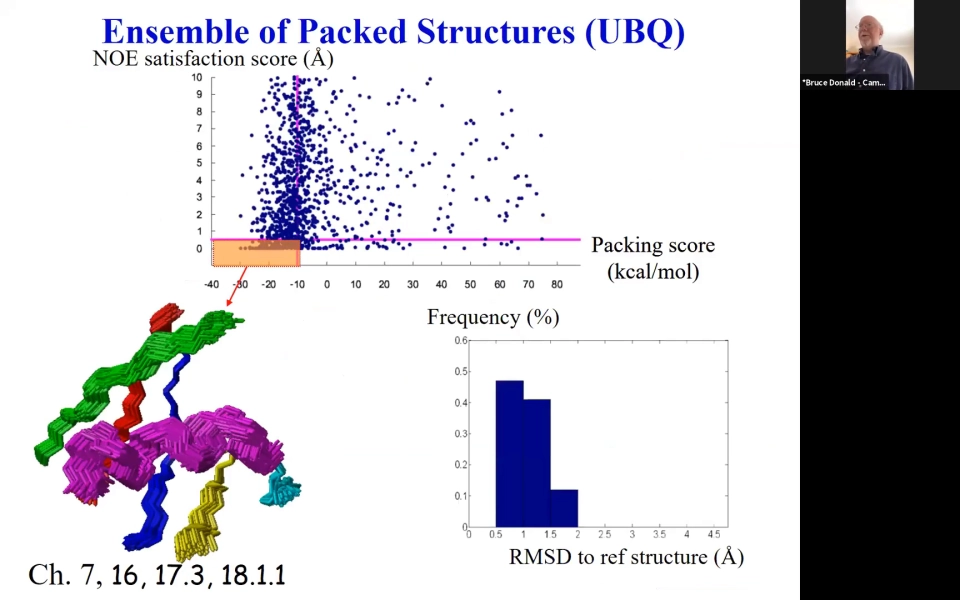 Ensemble of Packed Structures (UBQ)
NOE satisfaction score (Å)
10
9
8
7
6
5
4
3
2
1
0
Packing score
(kcal/mol)
-40 -30 -20 -10 0 10 20 30 40 50 60 70 80
Frequency (%)
0.6
0.5
0.4
0.3
0.2
0.1
0
0 0.5 1 1.5 2 2.5 3 3.5 4 4.5
RMSD to ref structure (Å)
Ch. 7, 16, 17.3, 18.1.1
*Bruce Donald - Cam...